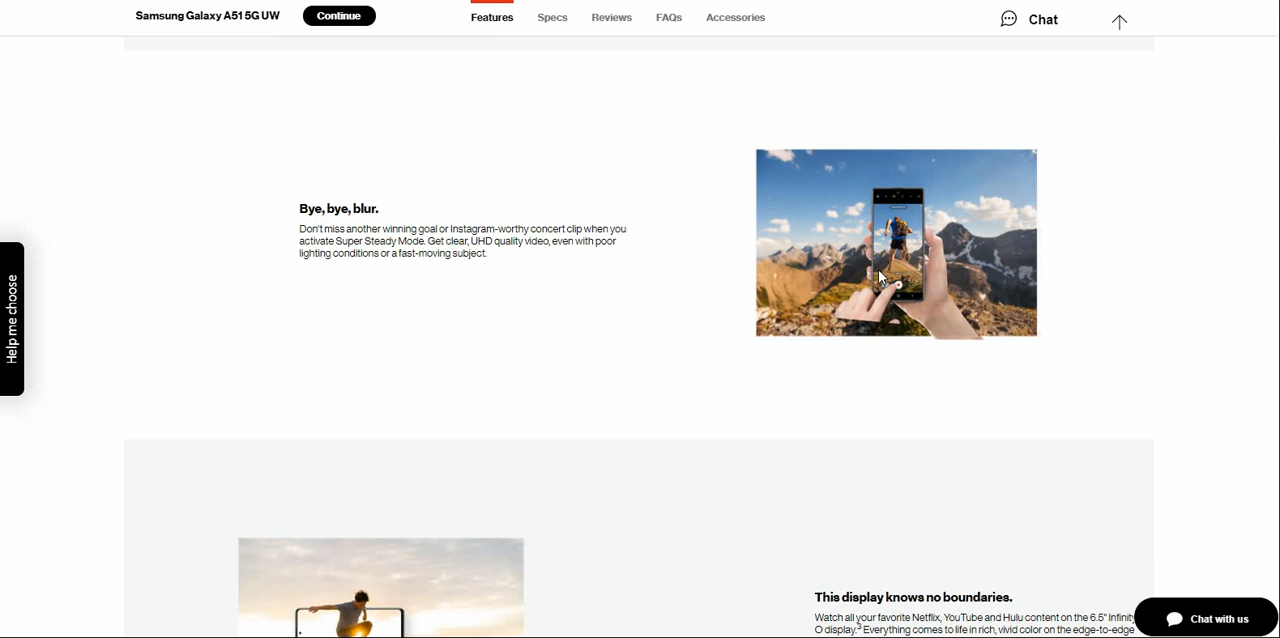 Samsung Galaxy A51 5G UW
Continue
Features
Specs
Reviews
FAQs
Accessories
Chat
Help me choose
Bye, bye, blur.
Don't miss another winning goal or Instagram-worthy concert clip when you
activate Super Steady Mode. Get clear, UHD quality video, even with poor
lighting conditions or a fast-moving subject.
This display knows no boundaries.
Watch all your favorite Netflix, YouTube and Hulu content on the 6.5" Infinity
O display.3 Everything comes to life in rich, vivid color on the edge-to-edge
Chat with us